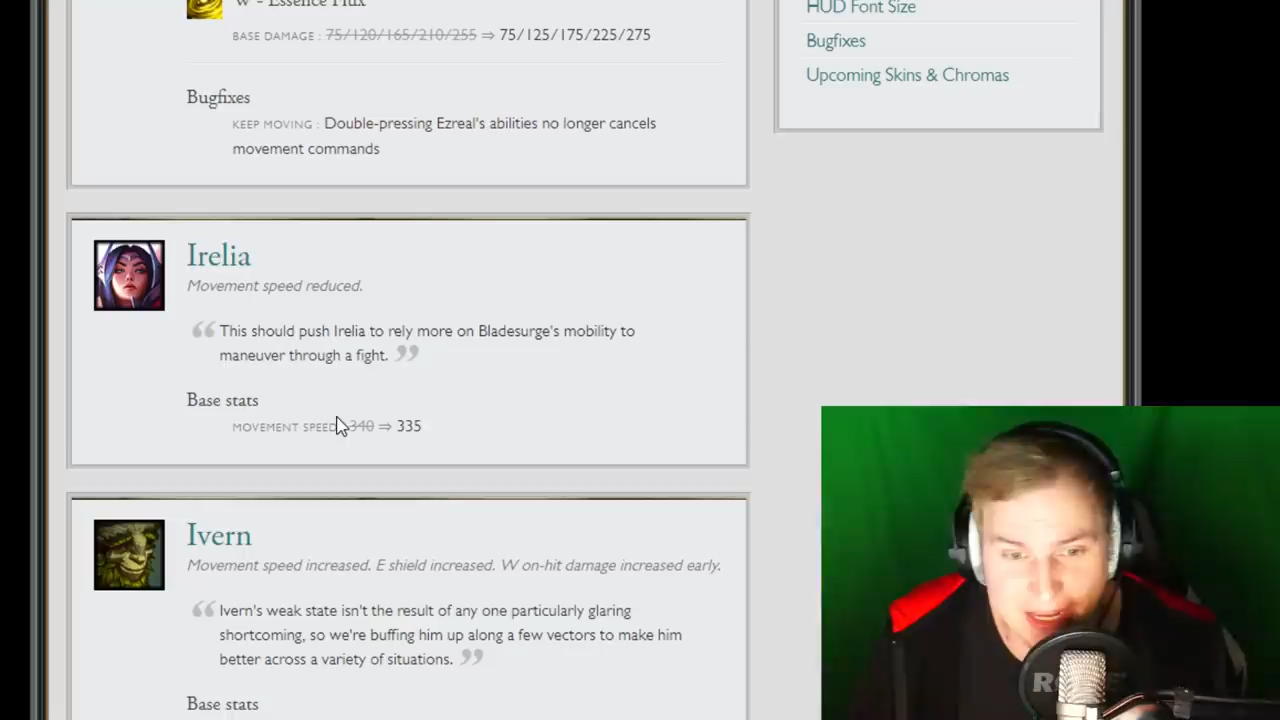 W - Essence Flux
BASE DAMAGE : 75/120/165/210/255 ⇒ 75/125/175/225/275
Bugfixes
KEEP MOVING : Double-pressing Ezreal's abilities no longer cancels
movement commands
Irelia
Movement speed reduced.
“ This should push Irelia to rely more on Bladesurge's mobility to
maneuver through a fight. ”
Base stats
MOVEMENT SPEED 340 ⇒ 335
Ivern
Movement speed increased. E shield increased. W on-hit damage increased early.
“ Ivern's weak state isn't the result of any one particularly glaring
shortcoming, so we're buffing him up along a few vectors to make him
better across a variety of situations. ”
Base stats
HUD Font Size
Bugfixes
Upcoming Skins & Chromas